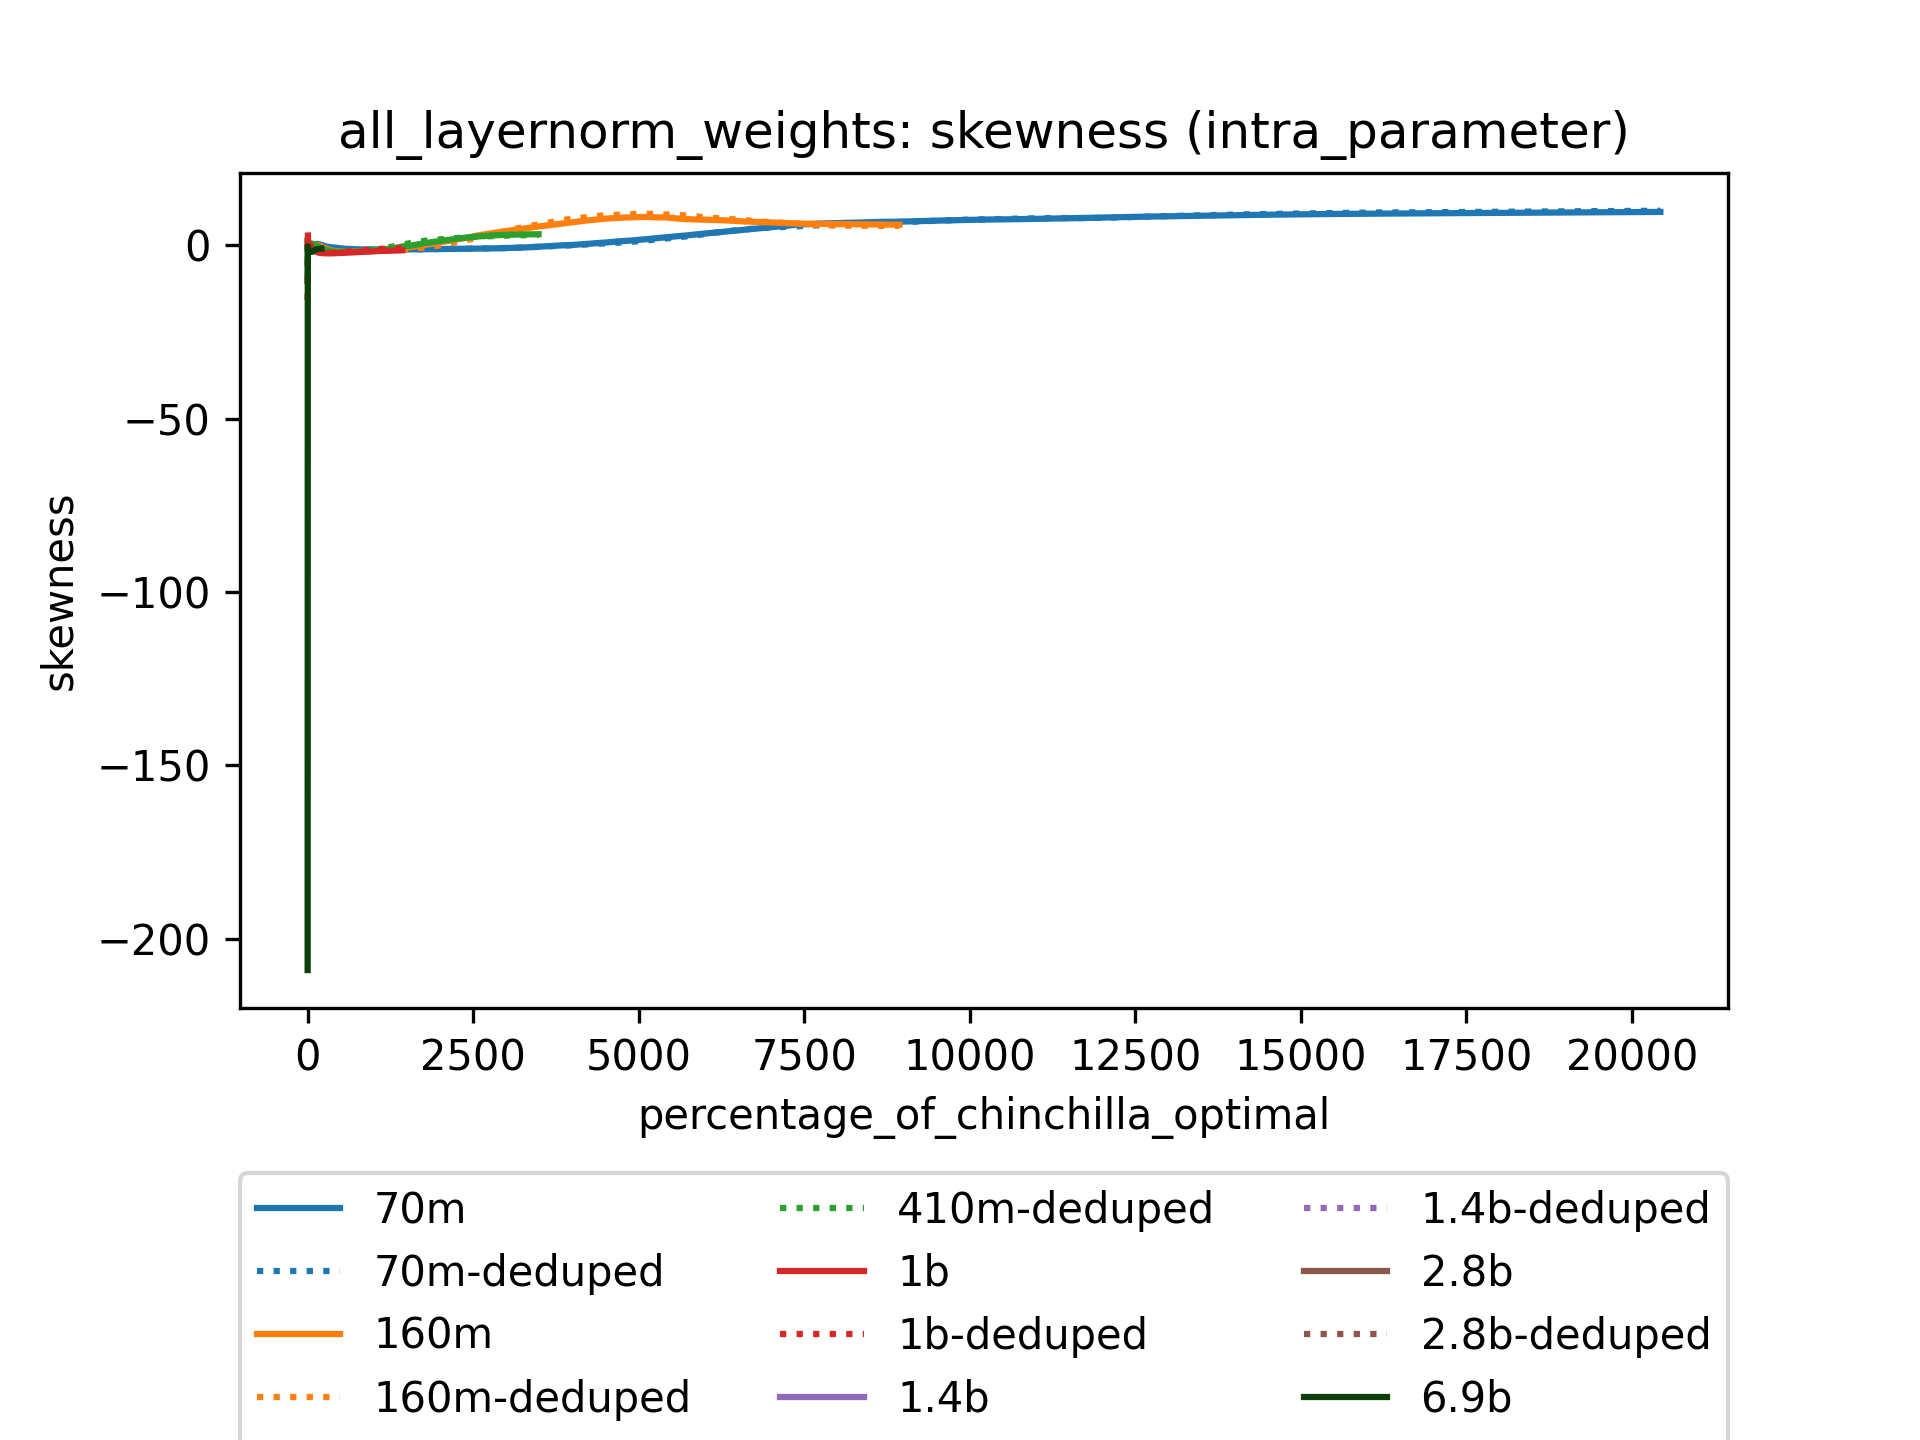 all_layernorm_weights: skewness (intra_parameter)
skewness
0
−50
−100
−150
−200
0 2500 5000 7500 10000 12500 15000 17500 20000
percentage_of_chinchilla_optimal
70m
70m-deduped
160m
160m-deduped
410m-deduped
1b
1b-deduped
1.4b
1.4b-deduped
2.8b
2.8b-deduped
6.9b